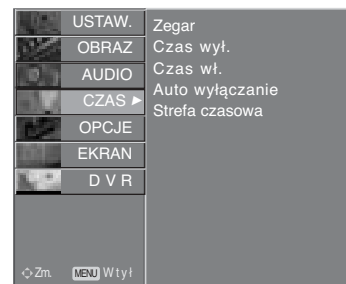 USTAW.
OBRAZ
AUDIO
CZAS ►
OPCJE
EKRAN
D V R
Zegar
Czas wył.
Czas wł.
Auto wyłączanie
Strefa czasowa
Zm. MENU Wtył